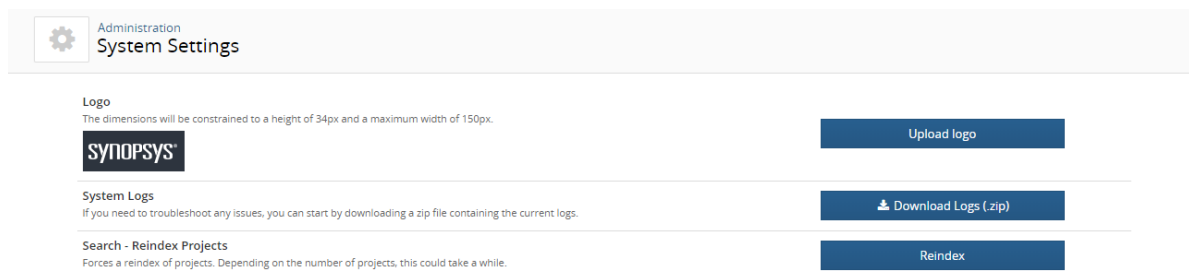 Administration
System Settings
Logo
The dimensions will be constrained to a height of 34px and a maximum width of 150px.
SYNOPSYS®
Upload logo
System Logs
If you need to troubleshoot any issues, you can start by downloading a zip file containing the current logs.
Download Logs (.zip)
Search - Reindex Projects
Forces a reindex of projects. Depending on the number of projects, this could take a while.
Reindex